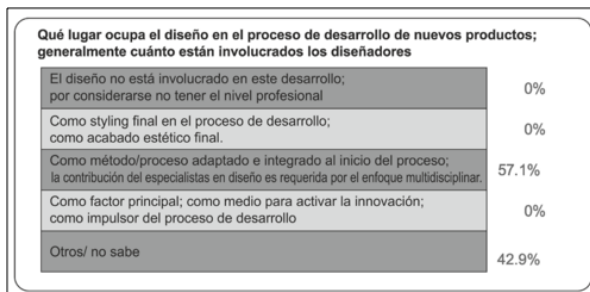 Qué lugar ocupa el diseño en el proceso de desarrollo de nuevos productos;
generalmente cuánto están involucrados los diseñadores
El diseño no está involucrado en este desarrollo;
por considerarse no tener el nivel profesional
0%
Como styling final en el proceso de desarrollo;
como acabado estético final.
0%
Como método/proceso adaptado e integrado al inicio del proceso;
la contribución del especialistas en diseño es requerida por el enfoque multidisciplinar.
57.1%
Como factor principal; como medio para activar la innovación;
como impulsor del proceso de desarrollo
0%
Otros/ no sabe
42.9%